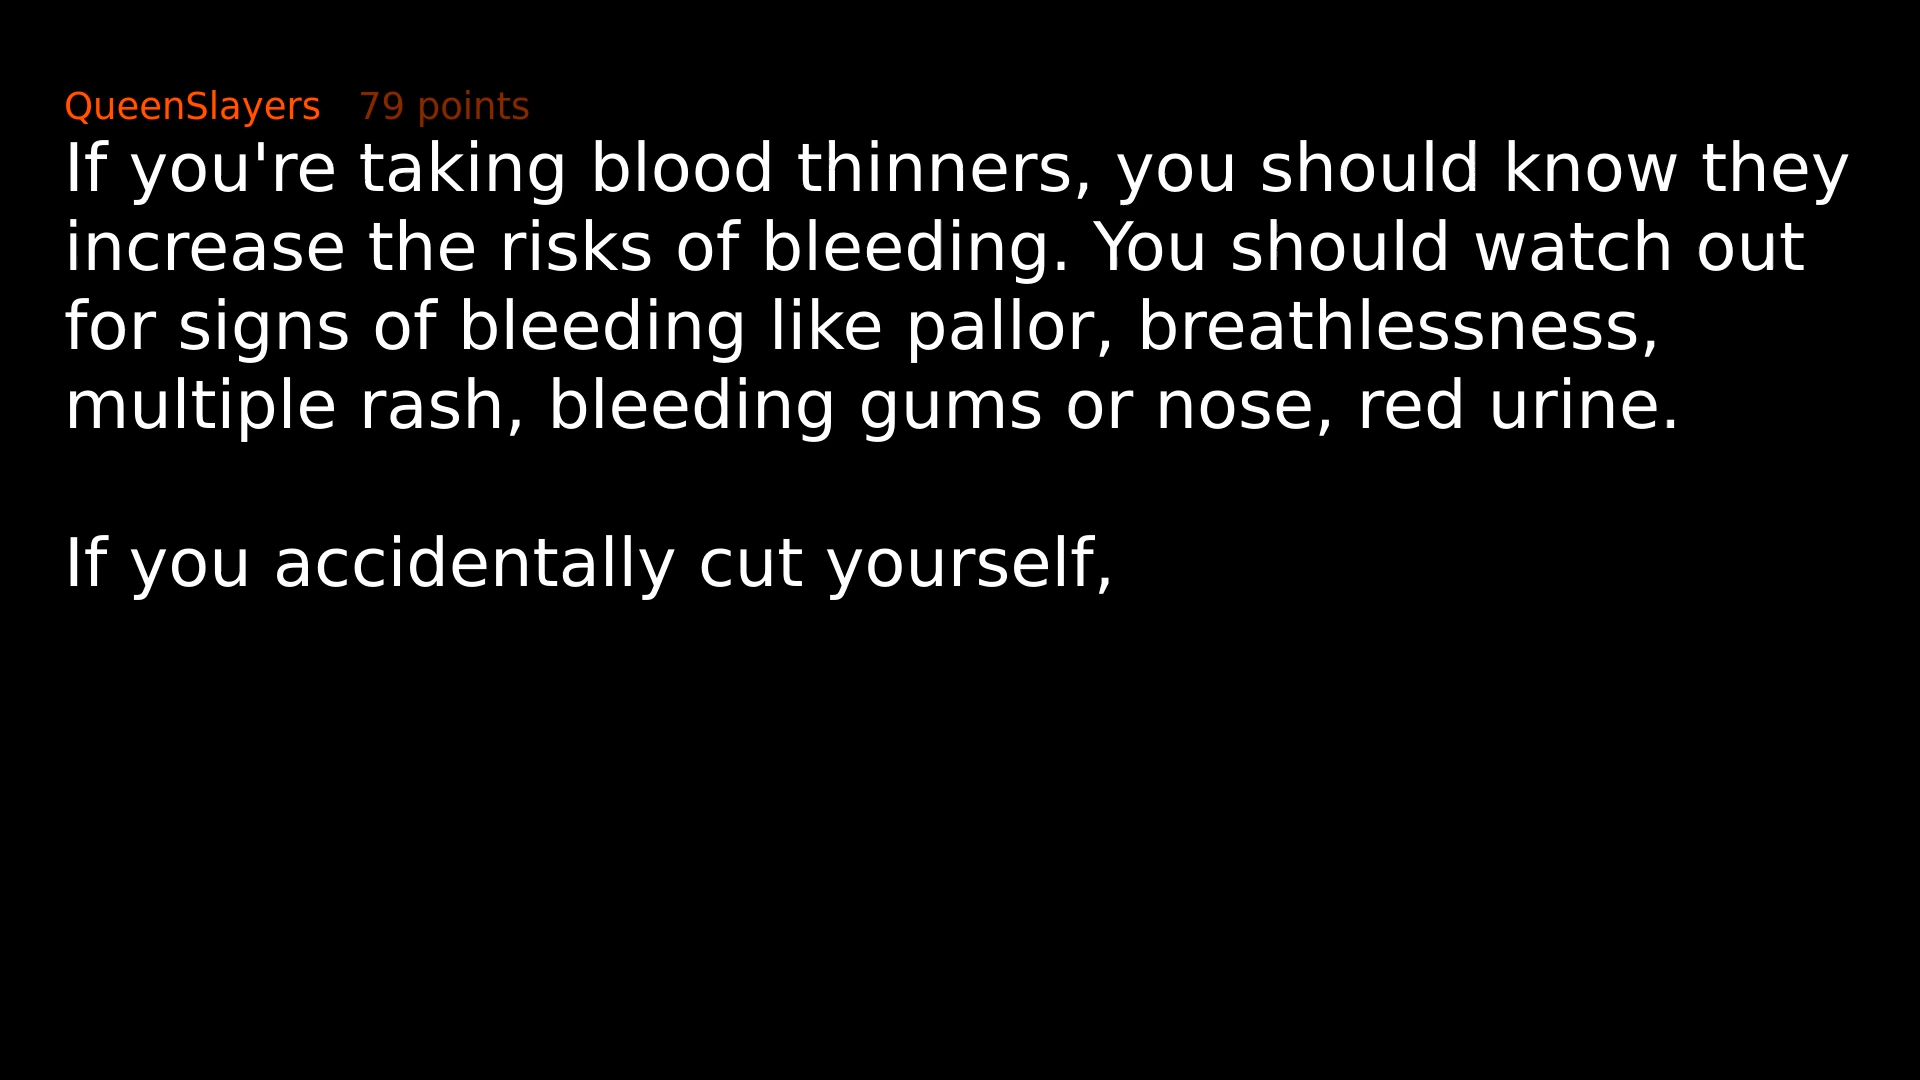 QueenSlayers 79 points
If you're taking blood thinners, you should know they
increase the risks of bleeding. You should watch out
for signs of bleeding like pallor, breathlessness,
multiple rash, bleeding gums or nose, red urine.
If you accidentally cut yourself,